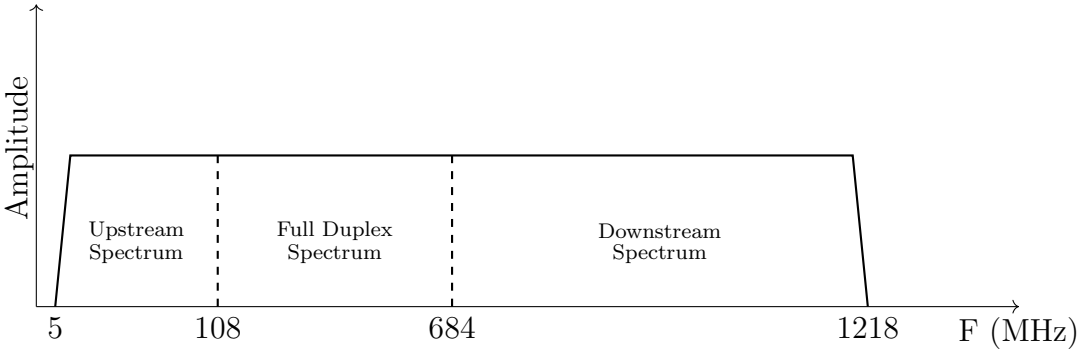 Amplitude
Upstream
Spectrum
Full Duplex
Spectrum
Downstream
Spectrum
5
108
684
1218
F (MHz)